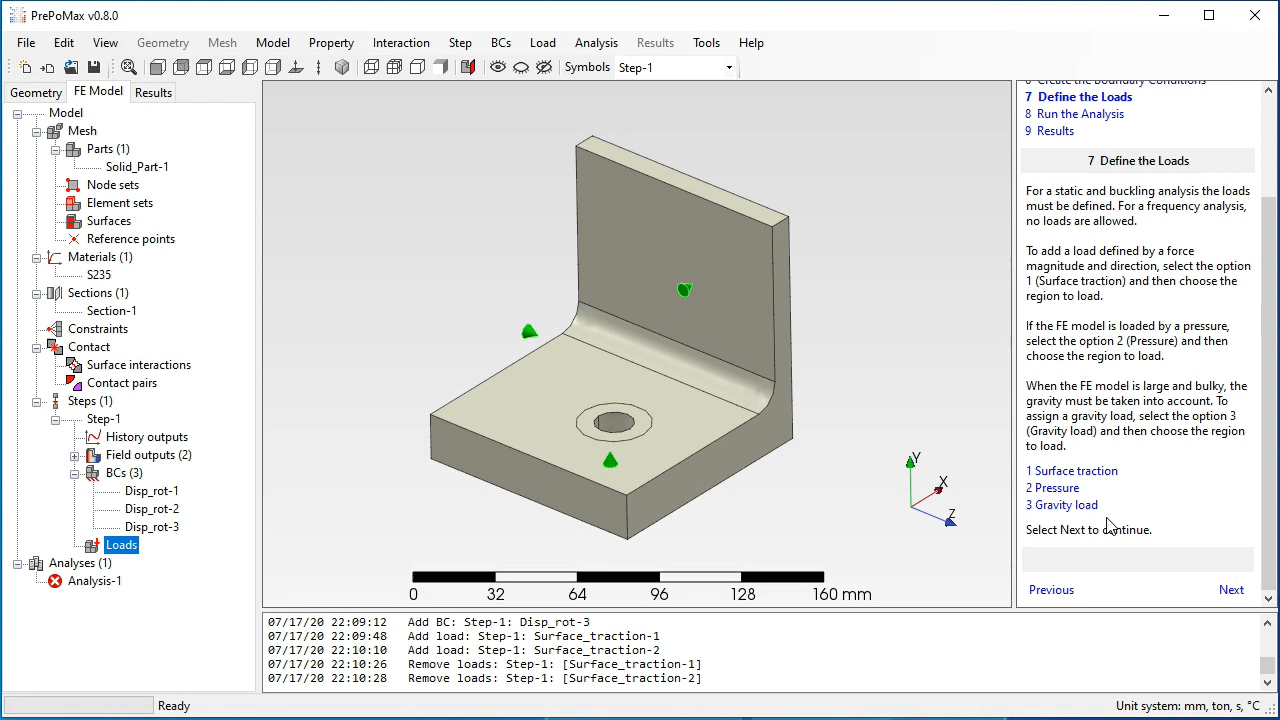 PrePoMax v0.8.0
File Edit View Geometry Mesh Model Property Interaction Step BCs Load Analysis Results Tools Help
Symbols Step-1
Geometry FE Model Results
Model
Mesh
Parts (1)
Solid_Part-1
Node sets
Element sets
Surfaces
Reference points
Materials (1)
S235
Sections (1)
Section-1
Constraints
Contact
Surface interactions
Contact pairs
Steps (1)
Step-1
History outputs
Field outputs (2)
BCs (3)
Disp_rot-1
Disp_rot-2
Disp_rot-3
Loads
Analyses (1)
Analysis-1
Y
X
Z
0 32 64 96 128 160 mm
6 Create the Boundary Conditions
7 Define the Loads
8 Run the Analysis
9 Results
7 Define the Loads
For a static and buckling analysis the loads
must be defined. For a frequency analysis,
no loads are allowed.
To add a load defined by a force
magnitude and direction, select the option
1 (Surface traction) and then choose the
region to load.
If the FE model is loaded by a pressure,
select the option 2 (Pressure) and then
choose the region to load.
When the FE model is large and bulky, the
gravity must be taken into account. To
assign a gravity load, select the option 3
(Gravity load) and then choose the region
to load.
1 Surface traction
2 Pressure
3 Gravity load
Select Next to continue.
Previous Next
07/17/20 22:09:12 Add BC: Step-1: Disp_rot-3
07/17/20 22:09:48 Add load: Step-1: Surface_traction-1
07/17/20 22:10:10 Add load: Step-1: Surface_traction-2
07/17/20 22:10:26 Remove loads: Step-1: [Surface_traction-1]
07/17/20 22:10:28 Remove loads: Step-1: [Surface_traction-2]
Ready
Unit system: mm, ton, s, °C